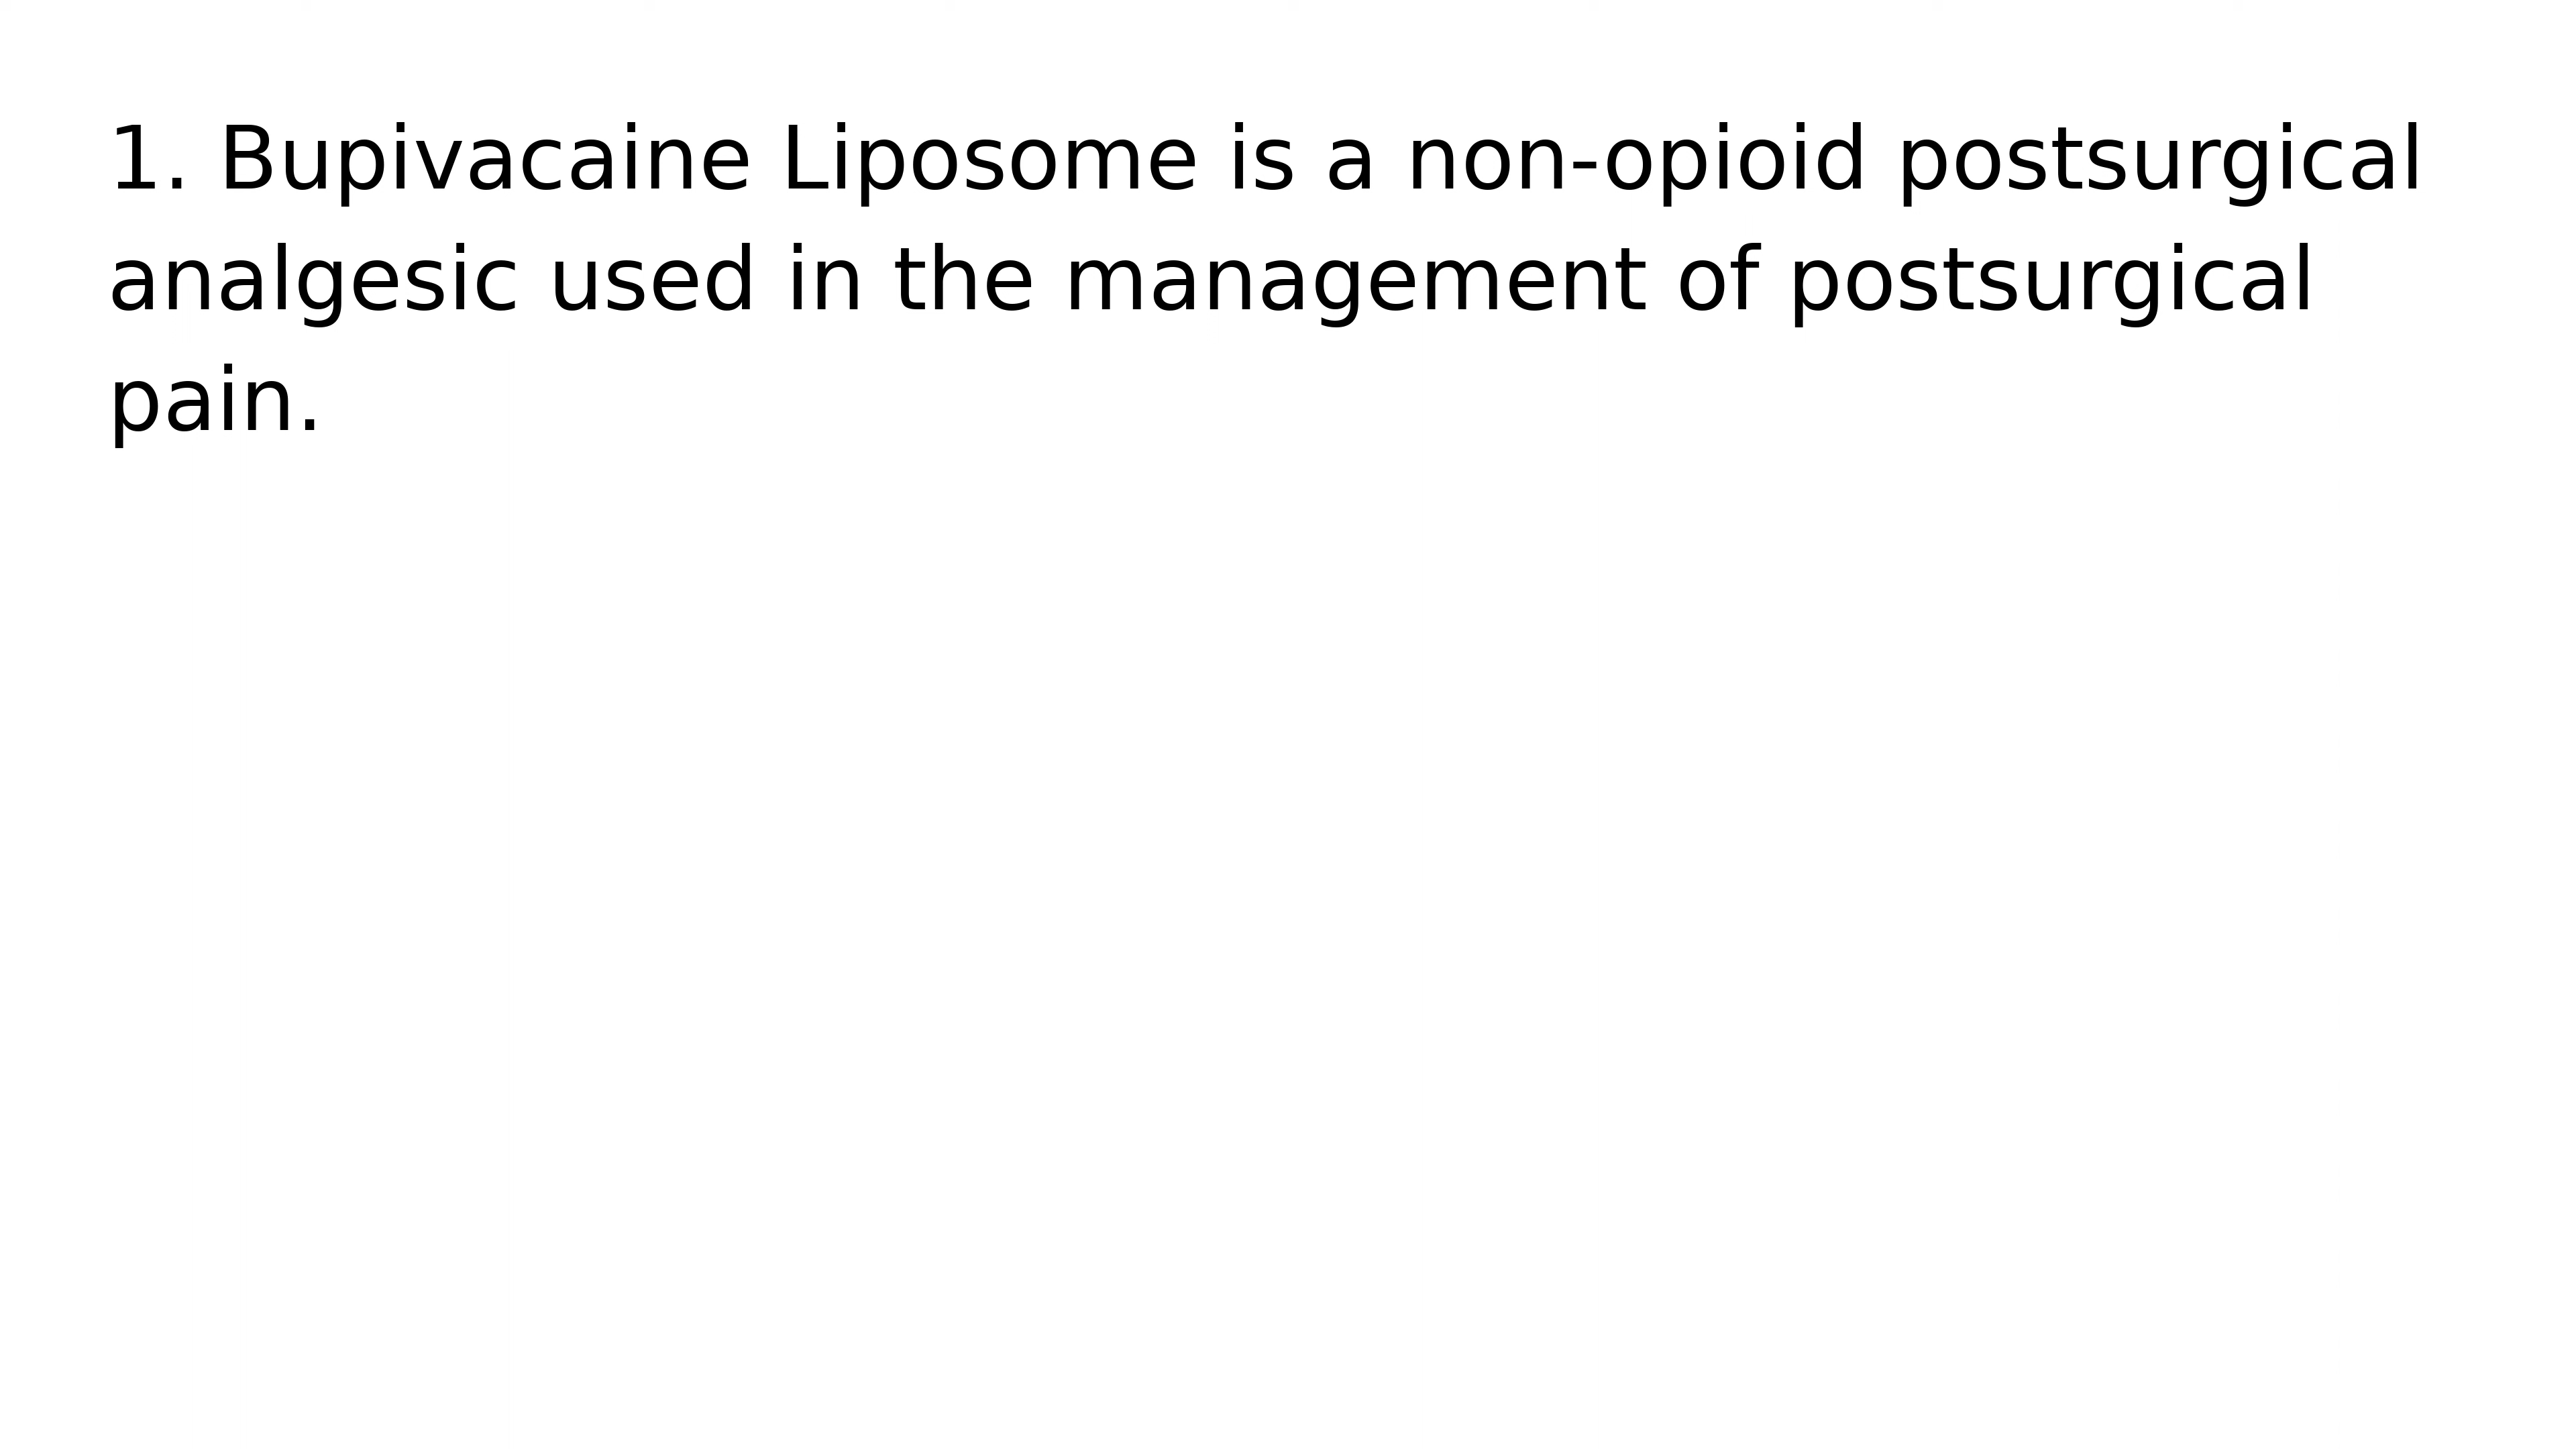 1. Bupivacaine Liposome is a non-opioid postsurgical
analgesic used in the management of postsurgical
pain.